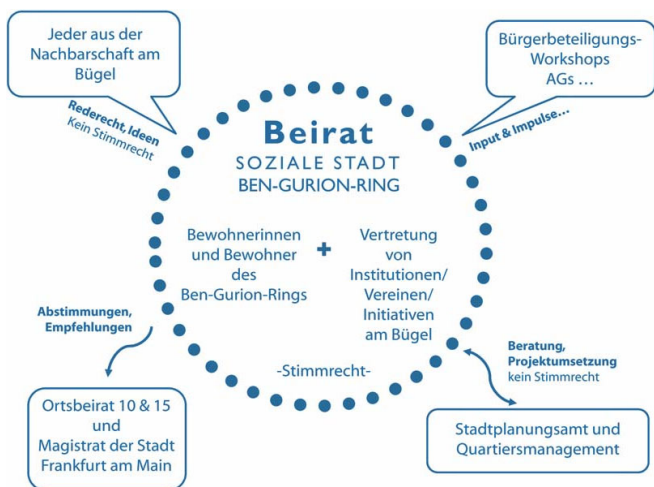 Jeder aus der
Nachbarschaft am
Bügel
Rederecht, Ideen
Kein Stimmrecht
Bürgerbeteiligungs-
Workshops
AGs ...
Input & Impulse...
Beirat
SOZIALE STADT
BEN-GURION-RING
Bewohnerinnen
und Bewohner
des
Ben-Gurion-Rings
+
Vertretung
von
Institutionen/
Vereinen/
Initiativen
am Bügel
-Stimmrecht-
Abstimmungen,
Empfehlungen
Ortsbeirat 10 & 15
und
Magistrat der Stadt
Frankfurt am Main
Beratung,
Projektumsetzung
kein Stimmrecht
Stadtplanungsamt und
Quartiersmanagement